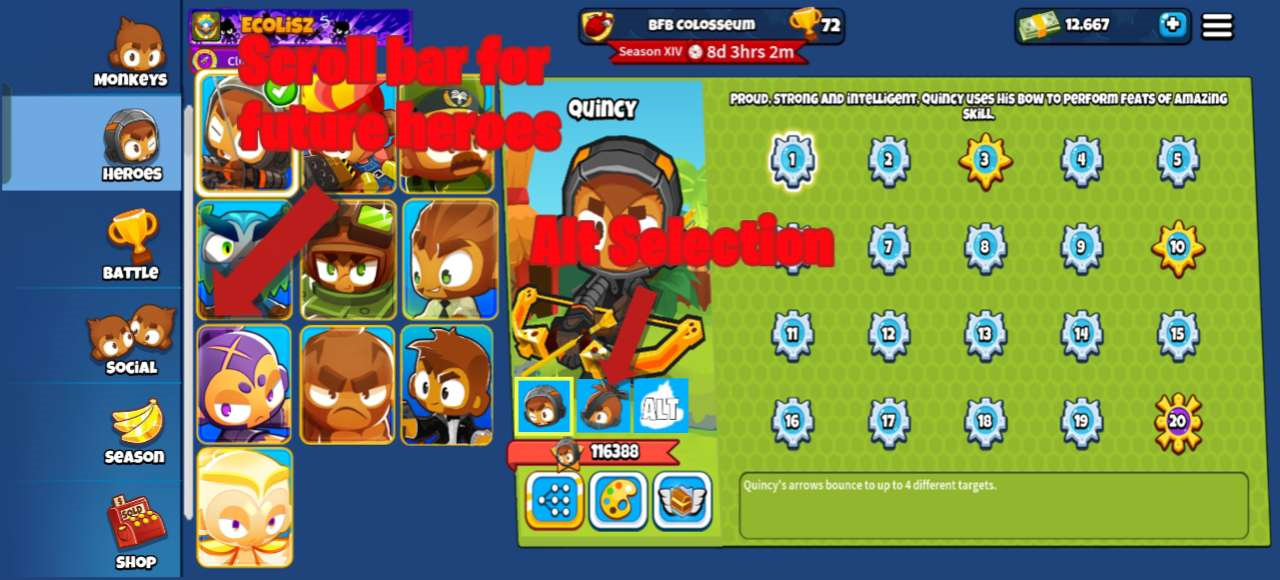 ECOLISZ
BFB COLOSSEUM
72
12.667
Season XIV 8d 3hrs 2m
Scroll bar for
future heroes
MONKEYS
HEROES
BATTLE
SOCIAL
SEASON
SOLD
SHOP
QUINCY
Alt Selection
ALT
116388
PROUD, STRONG AND INTELLIGENT, QUINCY USES HIS BOW TO PERFORM FEATS OF AMAZING
SKILL.
1 2 3 4 5
7 8 9 10
11 12 13 14 15
16 17 18 19 20
Quincy's arrows bounce to up to 4 different targets.